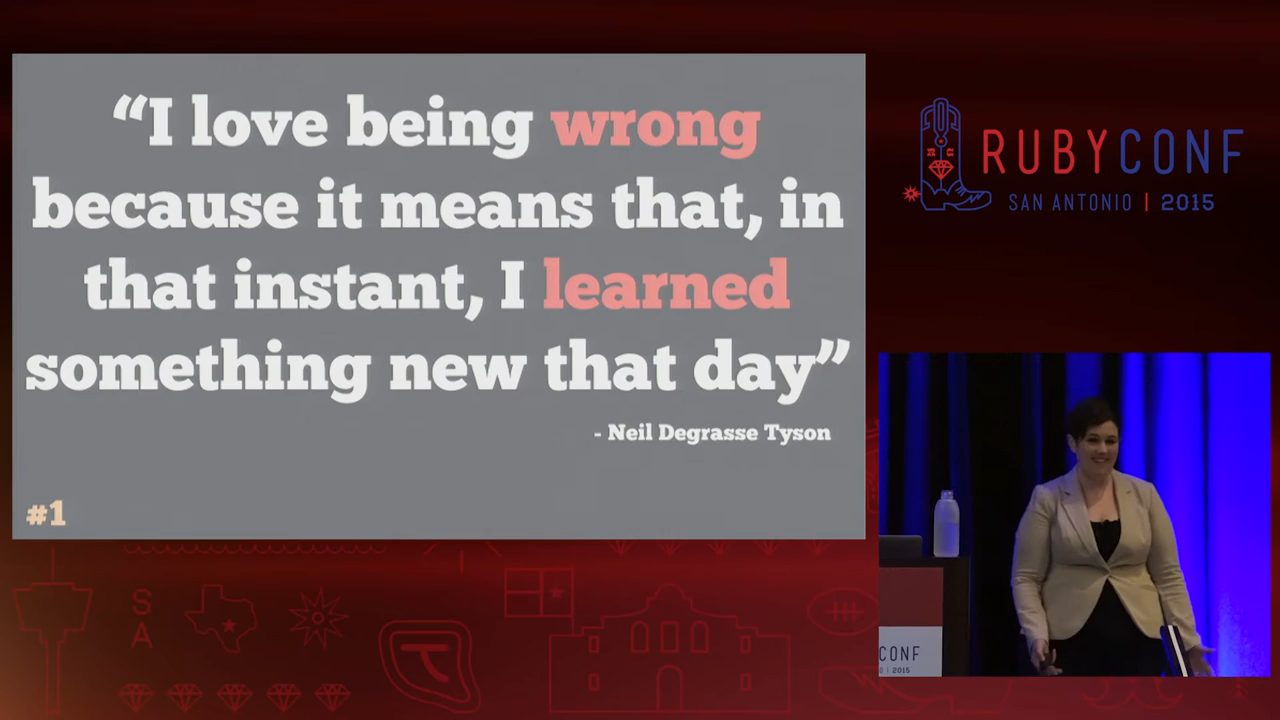 “I love being wrong
because it means that, in
that instant, I learned
something new that day”
- Neil Degrasse Tyson
#1
RUBYCONF
SAN ANTONIO | 2015
S
A
CONF
2015